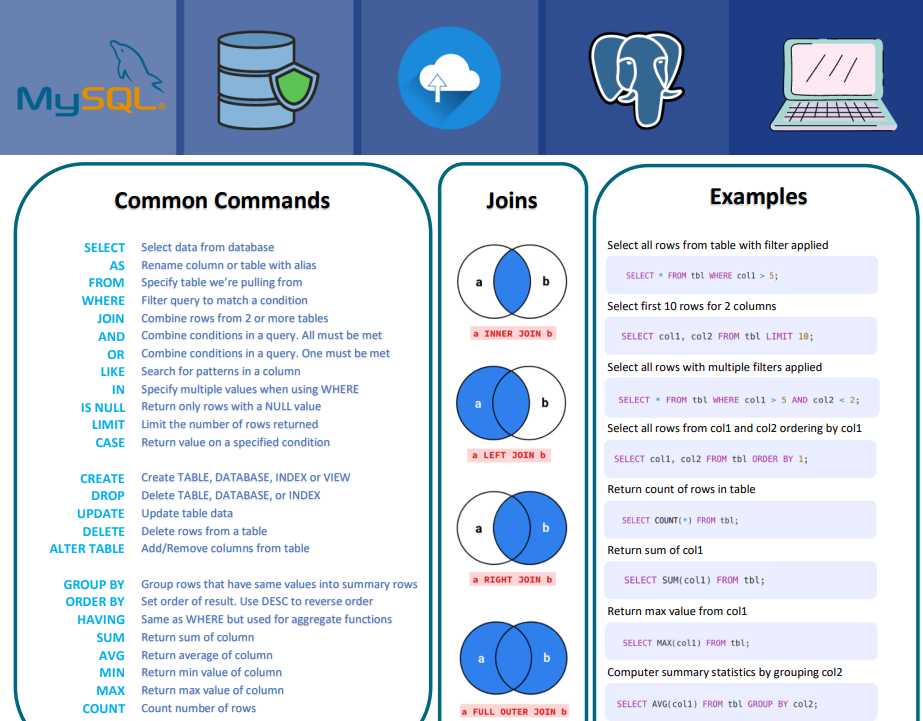 MySQL®
Common Commands
SELECT Select data from database
AS Rename column or table with alias
FROM Specify table we're pulling from
WHERE Filter query to match a condition
JOIN Combine rows from 2 or more tables
AND Combine conditions in a query. All must be met
OR Combine conditions in a query. One must be met
LIKE Search for patterns in a column
IN Specify multiple values when using WHERE
IS NULL Return only rows with a NULL value
LIMIT Limit the number of rows returned
CASE Return value on a specified condition
CREATE Create TABLE, DATABASE, INDEX or VIEW
DROP Delete TABLE, DATABASE, or INDEX
UPDATE Update table data
DELETE Delete rows from a table
ALTER TABLE Add/Remove columns from table
GROUP BY Group rows that have same values into summary rows
ORDER BY Set order of result. Use DESC to reverse order
HAVING Same as WHERE but used for aggregate functions
SUM Return sum of column
AVG Return average of column
MIN Return min value of column
MAX Return max value of column
COUNT Count number of rows
Joins
a b
a INNER JOIN b
a b
a LEFT JOIN b
a b
a RIGHT JOIN b
a b
a FULL OUTER JOIN b
Examples
Select all rows from table with filter applied
SELECT * FROM tbl WHERE col1 > 5;
Select first 10 rows for 2 columns
SELECT col1, col2 FROM tbl LIMIT 10;
Select all rows with multiple filters applied
SELECT * FROM tbl WHERE col1 > 5 AND col2 < 2;
Select all rows from col1 and col2 ordering by col1
SELECT col1, col2 FROM tbl ORDER BY 1;
Return count of rows in table
SELECT COUNT(*) FROM tbl;
Return sum of col1
SELECT SUM(col1) FROM tbl;
Return max value from col1
SELECT MAX(col1) FROM tbl;
Computer summary statistics by grouping col2
SELECT AVG(col1) FROM tbl GROUP BY col2;